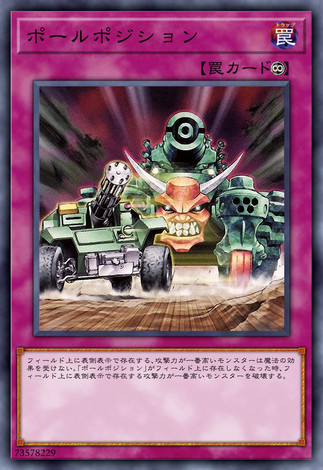 ポールポジション
罠
トラップ
【罠カード】
フィールド上に表側表示で存在する、攻撃力が一番高いモンスターは魔法の効
果を受けない。「ポールポジション」がフィールド上に存在しなくなった時、フ
ィールド上に表側表示で存在する攻撃力が一番高いモンスターを破壊する。
73578229